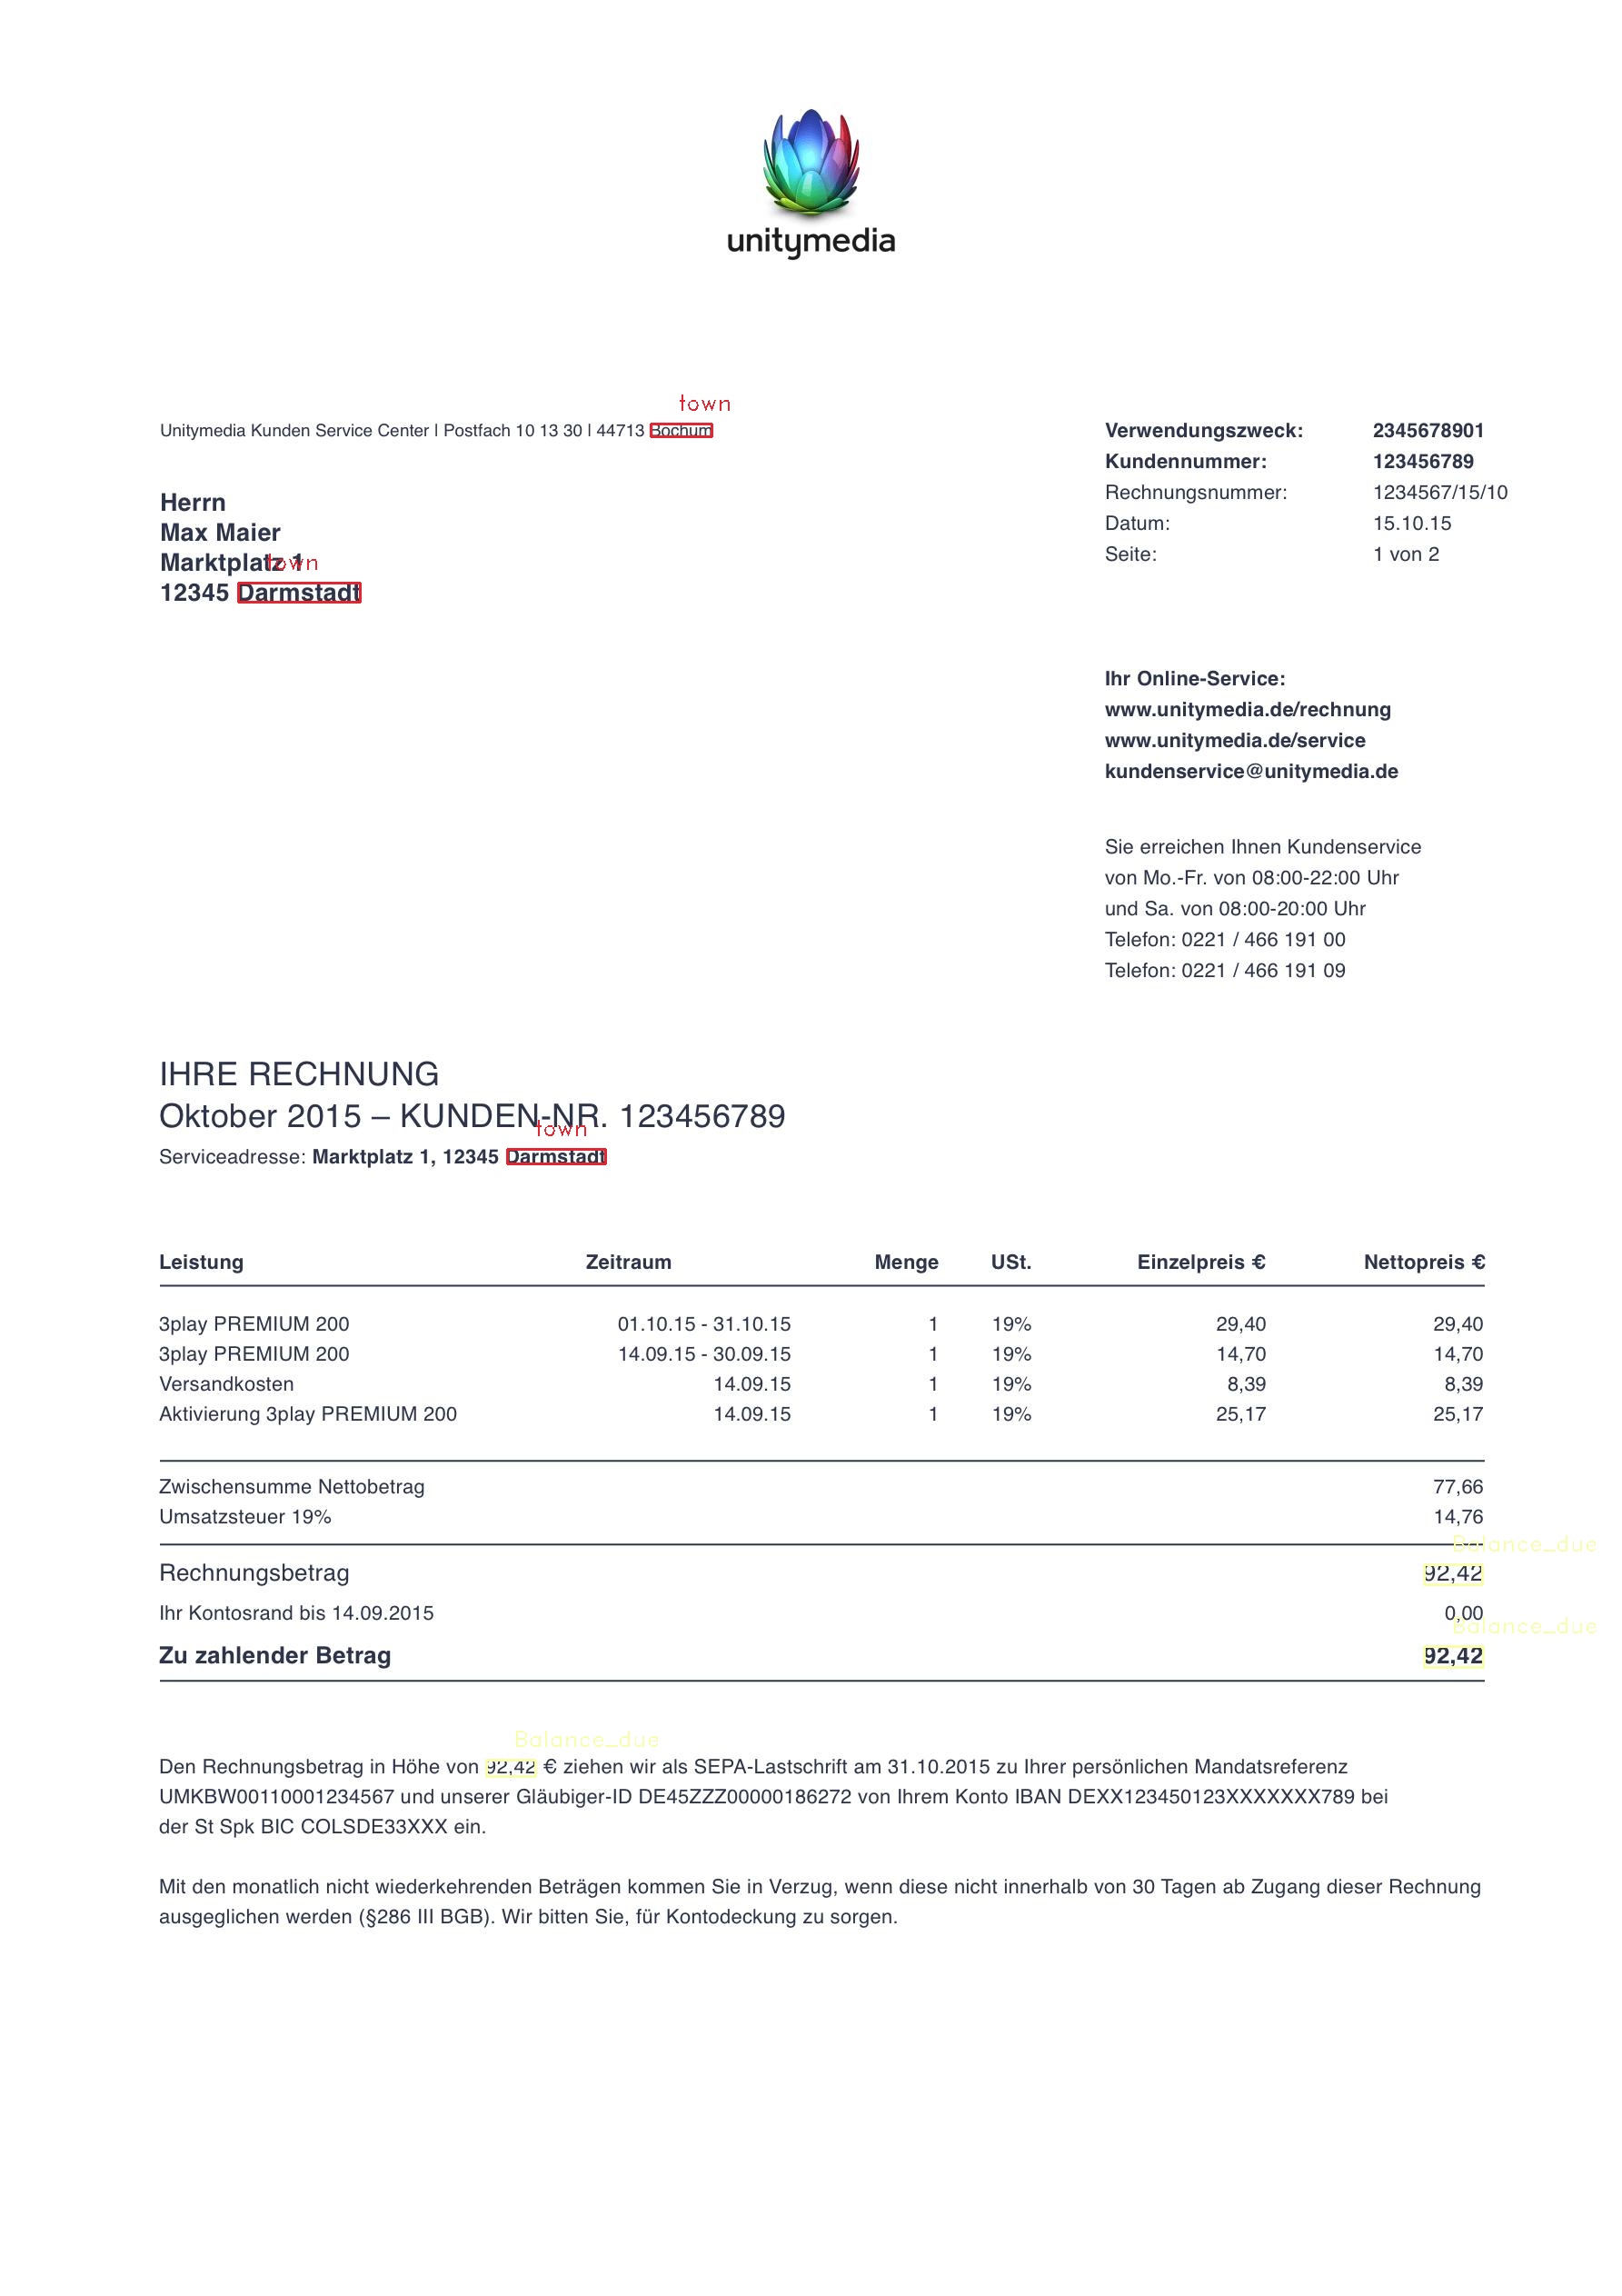 unitymedia
town
Unitymedia Kunden Service Center | Postfach 10 13 30 | 44713 Bochum
Herrn
Max Maier
Marktplatz 1
town
12345 Darmstadt
Verwendungszweck: 2345678901
Kundennummer: 123456789
Rechnungsnummer: 1234567/15/10
Datum: 15.10.15
Seite: 1 von 2
Ihr Online-Service:
www.unitymedia.de/rechnung
www.unitymedia.de/service
kundenservice@unitymedia.de
Sie erreichen Ihnen Kundenservice
von Mo.-Fr. von 08:00-22:00 Uhr
und Sa. von 08:00-20:00 Uhr
Telefon: 0221 / 466 191 00
Telefon: 0221 / 466 191 09
IHRE RECHNUNG
Oktober 2015 – KUNDEN-NR. 123456789
town
Serviceadresse: Marktplatz 1, 12345 Darmstadt
Leistung Zeitraum Menge USt. Einzelpreis € Nettopreis €
3play PREMIUM 200 01.10.15 - 31.10.15 1 19% 29,40 29,40
3play PREMIUM 200 14.09.15 - 30.09.15 1 19% 14,70 14,70
Versandkosten 14.09.15 1 19% 8,39 8,39
Aktivierung 3play PREMIUM 200 14.09.15 1 19% 25,17 25,17
Zwischensumme Nettobetrag 77,66
Umsatzsteuer 19% 14,76
Balance_due
Rechnungsbetrag 92,42
Ihr Kontosrand bis 14.09.2015 0,00
Balance_due
Zu zahlender Betrag 92,42
Balance_due
Den Rechnungsbetrag in Höhe von 92,42 € ziehen wir als SEPA-Lastschrift am 31.10.2015 zu Ihrer persönlichen Mandatsreferenz
UMKBW00110001234567 und unserer Gläubiger-ID DE45ZZZ00000186272 von Ihrem Konto IBAN DEXX123450123XXXXXXX789 bei
der St Spk BIC COLSDE33XXX ein.
Mit den monatlich nicht wiederkehrenden Beträgen kommen Sie in Verzug, wenn diese nicht innerhalb von 30 Tagen ab Zugang dieser Rechnung
ausgeglichen werden (§286 III BGB). Wir bitten Sie, für Kontodeckung zu sorgen.